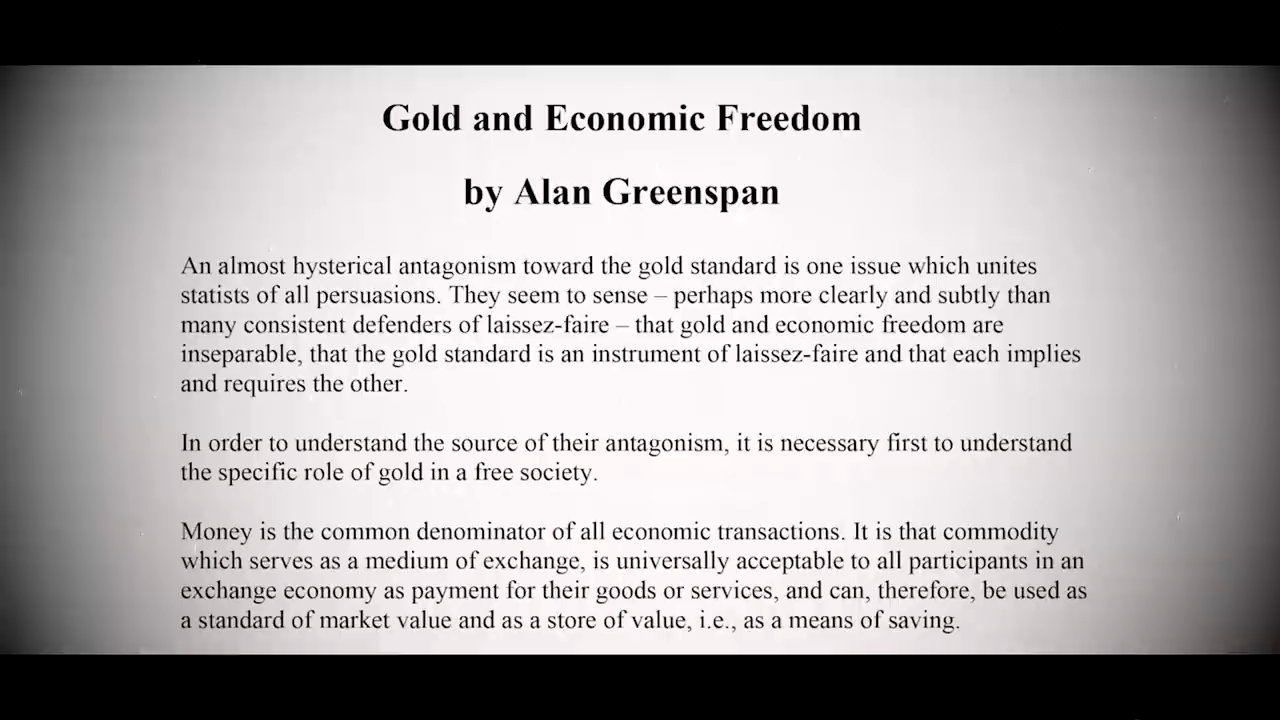 Gold and Economic Freedom
by Alan Greenspan
An almost hysterical antagonism toward the gold standard is one issue which unites
statists of all persuasions. They seem to sense – perhaps more clearly and subtly than
many consistent defenders of laissez-faire – that gold and economic freedom are
inseparable, that the gold standard is an instrument of laissez-faire and that each implies
and requires the other.
In order to understand the source of their antagonism, it is necessary first to understand
the specific role of gold in a free society.
Money is the common denominator of all economic transactions. It is that commodity
which serves as a medium of exchange, is universally acceptable to all participants in an
exchange economy as payment for their goods or services, and can, therefore, be used as
a standard of market value and as a store of value, i.e., as a means of saving.